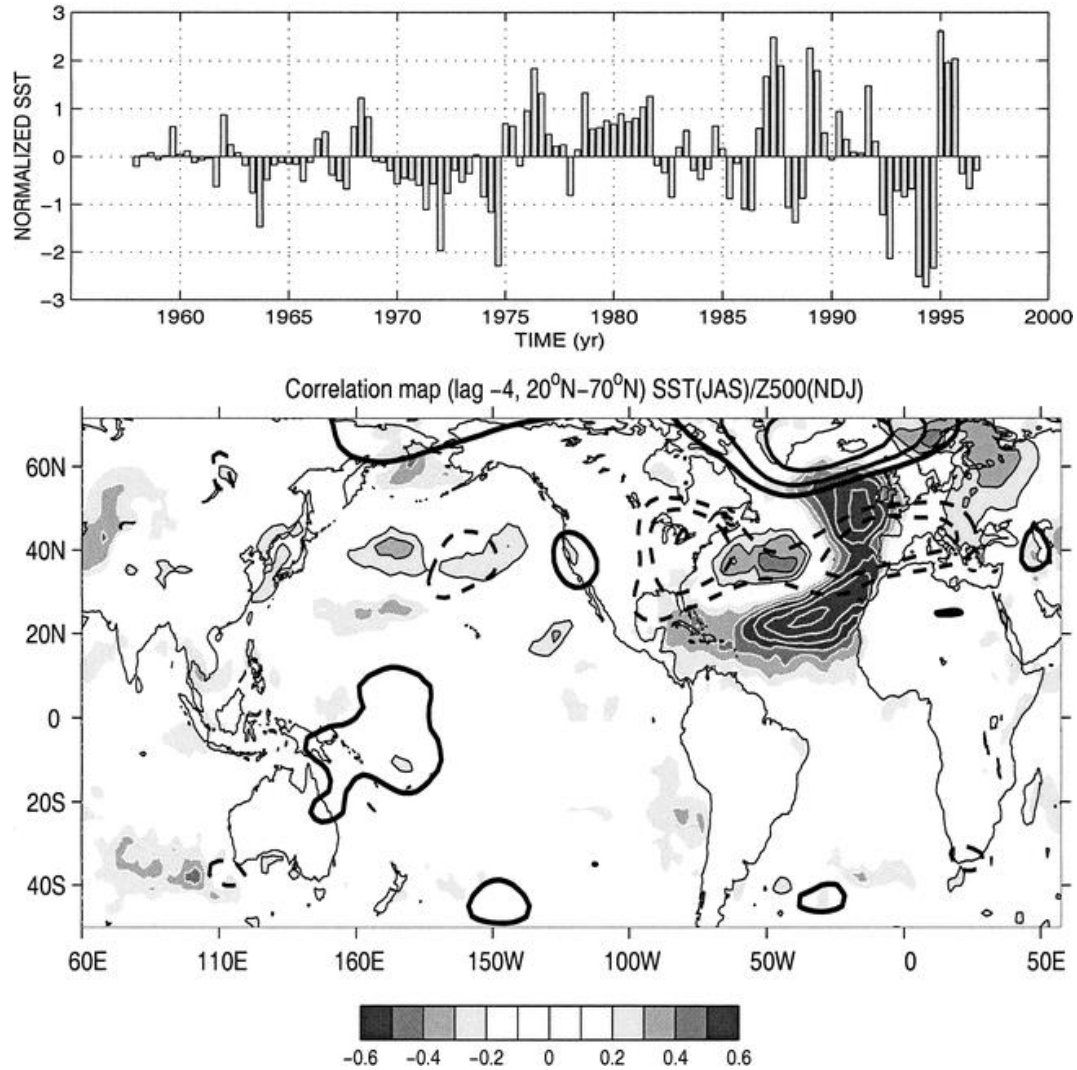 3
2
1
0
−1
−2
−3
NORMALIZED SST
1960 1965 1970 1975 1980 1985 1990 1995 2000
TIME (yr)
Correlation map (lag −4, 20°N−70°N) SST(JAS)/Z500(NDJ)
60N
40N
20N
0
20S
40S
60E 110E 160E 150W 100W 50W 0 50E
−0.6 −0.4 −0.2 0 0.2 0.4 0.6